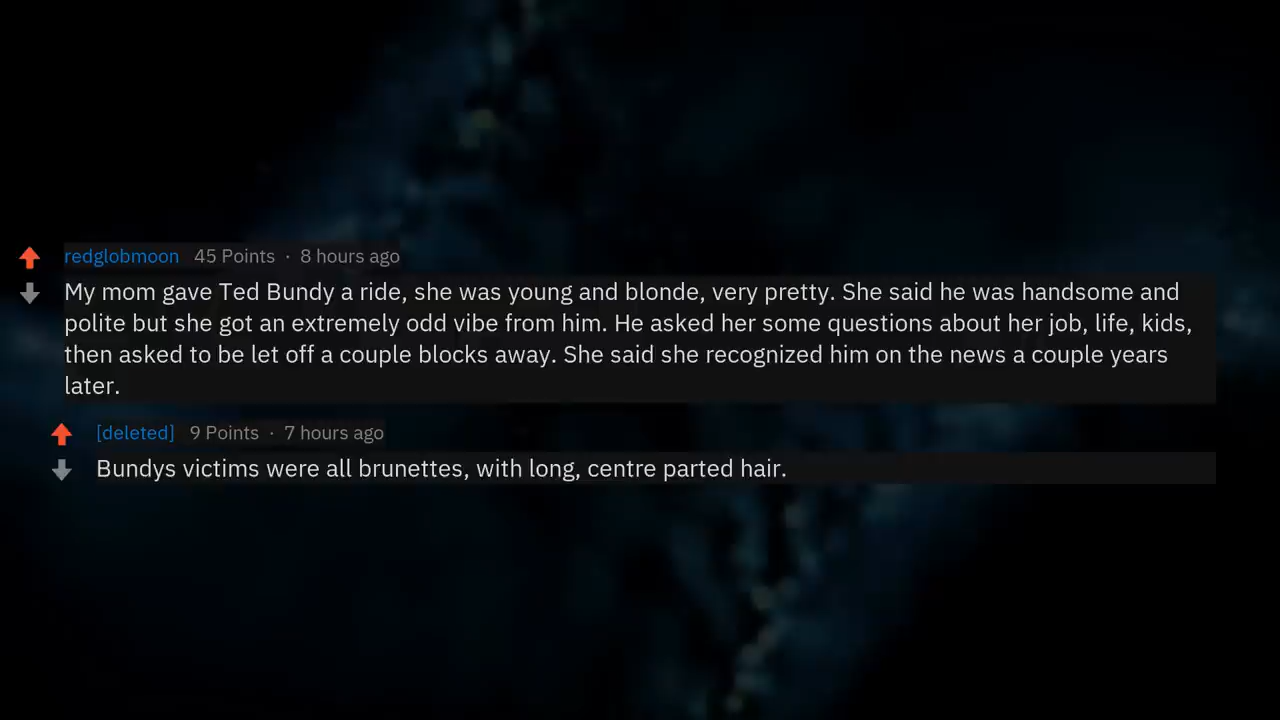 redglobmoon 45 Points · 8 hours ago
My mom gave Ted Bundy a ride, she was young and blonde, very pretty. She said he was handsome and
polite but she got an extremely odd vibe from him. He asked her some questions about her job, life, kids,
then asked to be let off a couple blocks away. She said she recognized him on the news a couple years
later.
[deleted] 9 Points · 7 hours ago
Bundys victims were all brunettes, with long, centre parted hair.